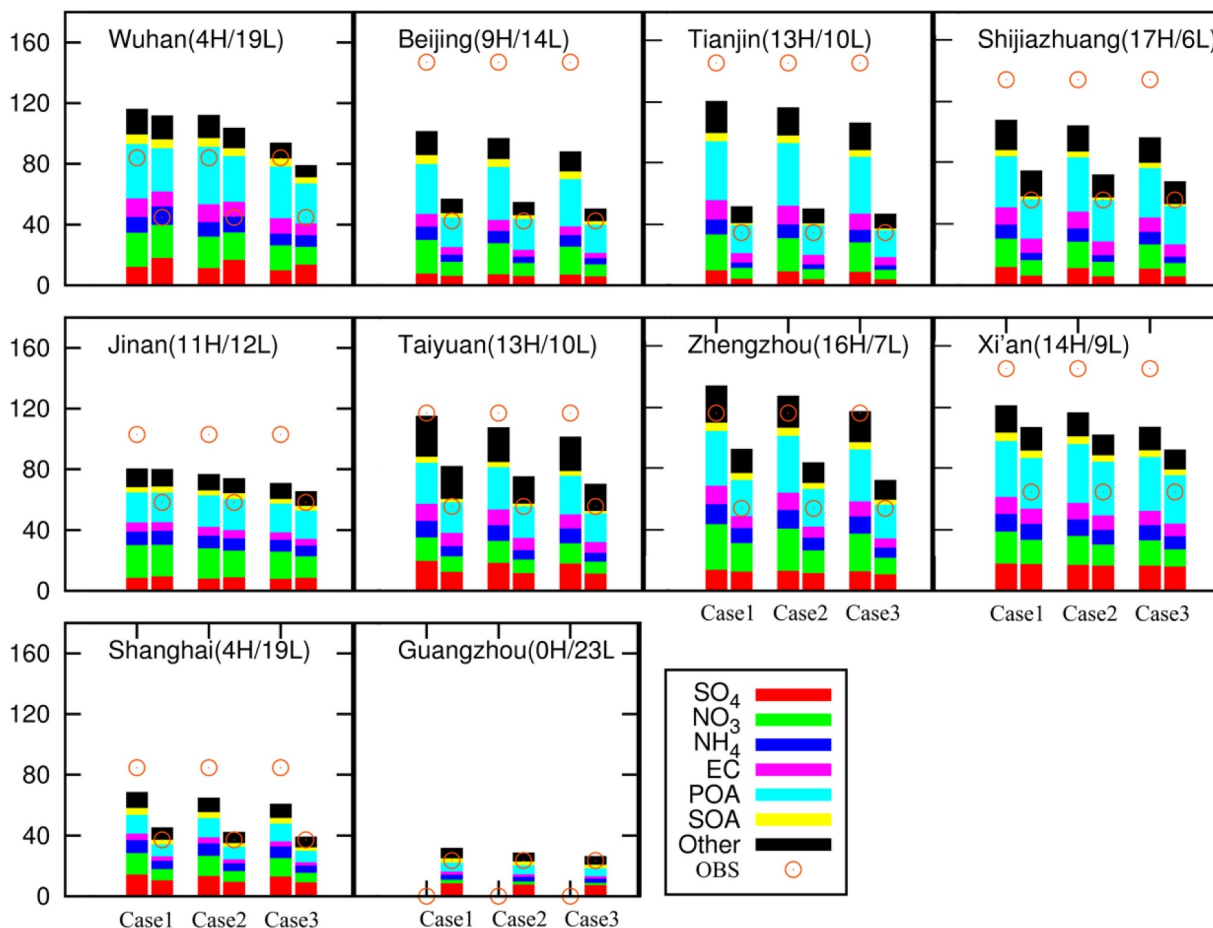 160
120
80
40
0
Wuhan(4H/19L)
Beijing(9H/14L)
Tianjin(13H/10L)
Shijiazhuang(17H/6L)
160
120
80
40
0
Jinan(11H/12L)
Taiyuan(13H/10L)
Zhengzhou(16H/7L)
Xi'an(14H/9L)
Case1 Case2 Case3
Case1 Case2 Case3
160
120
80
40
0
Shanghai(4H/19L)
Guangzhou(0H/23L
Case1 Case2 Case3
Case1 Case2 Case3
SO4
NO3
NH4
EC
POA
SOA
Other
OBS